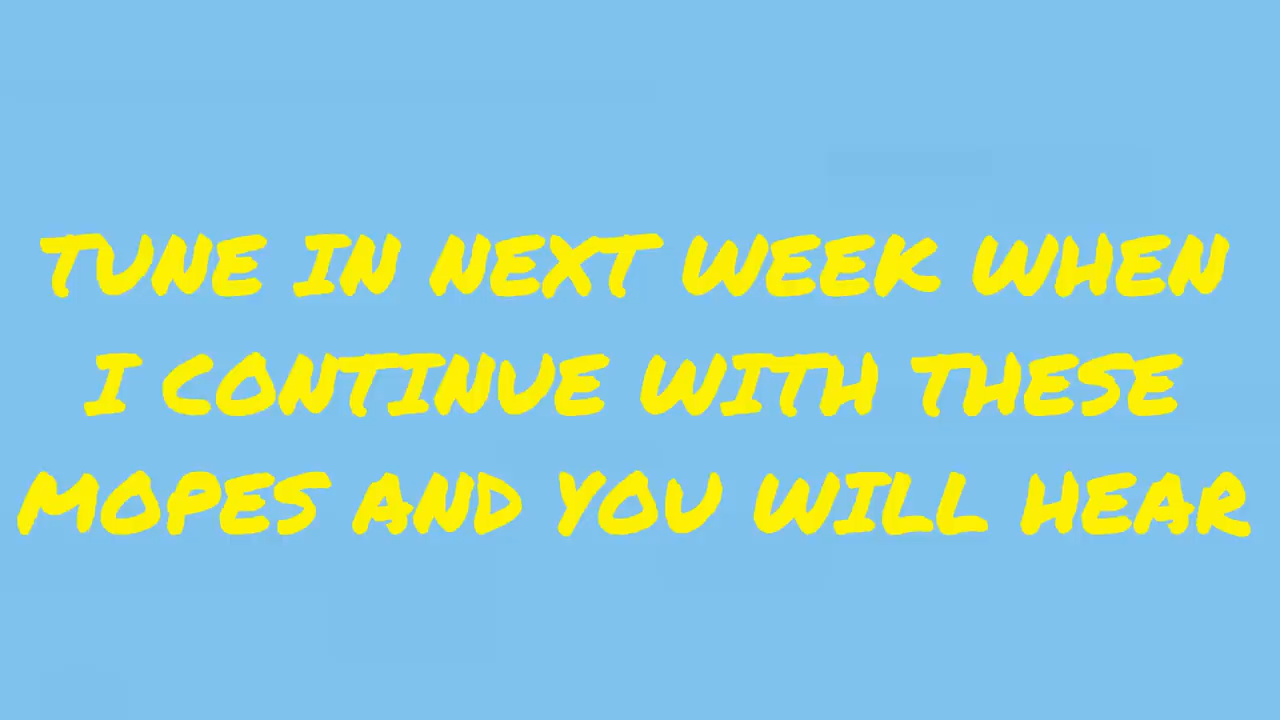 TUNE IN NEXT WEEK WHEN
I CONTINUE WITH THESE
MOPES AND YOU WILL HEAR